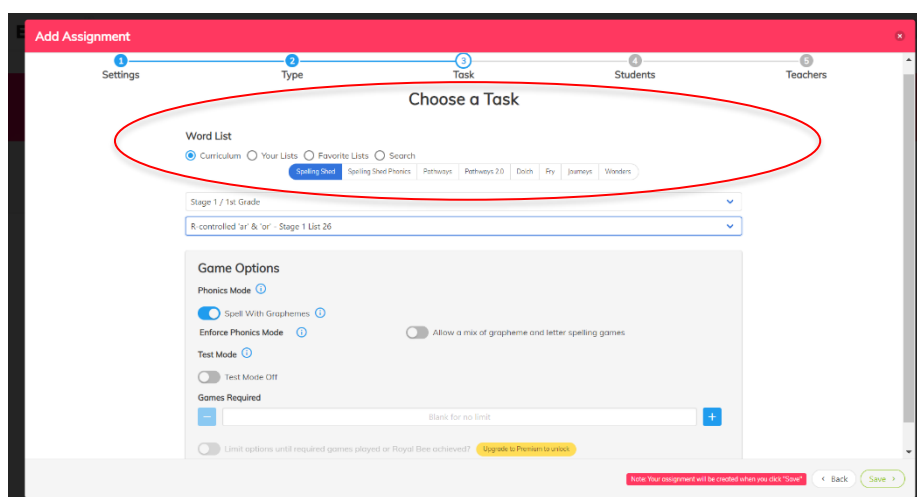 Add Assignment
1 2 3 4 5
Settings Type Task Students Teachers
Choose a Task
Word List
Curriculum Your Lists Favorite Lists Search
Spelling Shed Spelling Shed Phonics Pathways Pathways 2.0 Dolch Fry Journeys Wonders
Stage 1 / 1st Grade
R-controlled 'ar' & 'or' - Stage 1 List 26
Game Options
Phonics Mode
Spell With Graphemes
Enforce Phonics Mode Allow a mix of grapheme and letter spelling games
Test Mode
Test Mode Off
Games Required
Blank for no limit
Limit options until required games played or Royal Bee achieved? Upgrade to Premium to unlock
Note: Your assignment will be created when you click "Save" Back Save